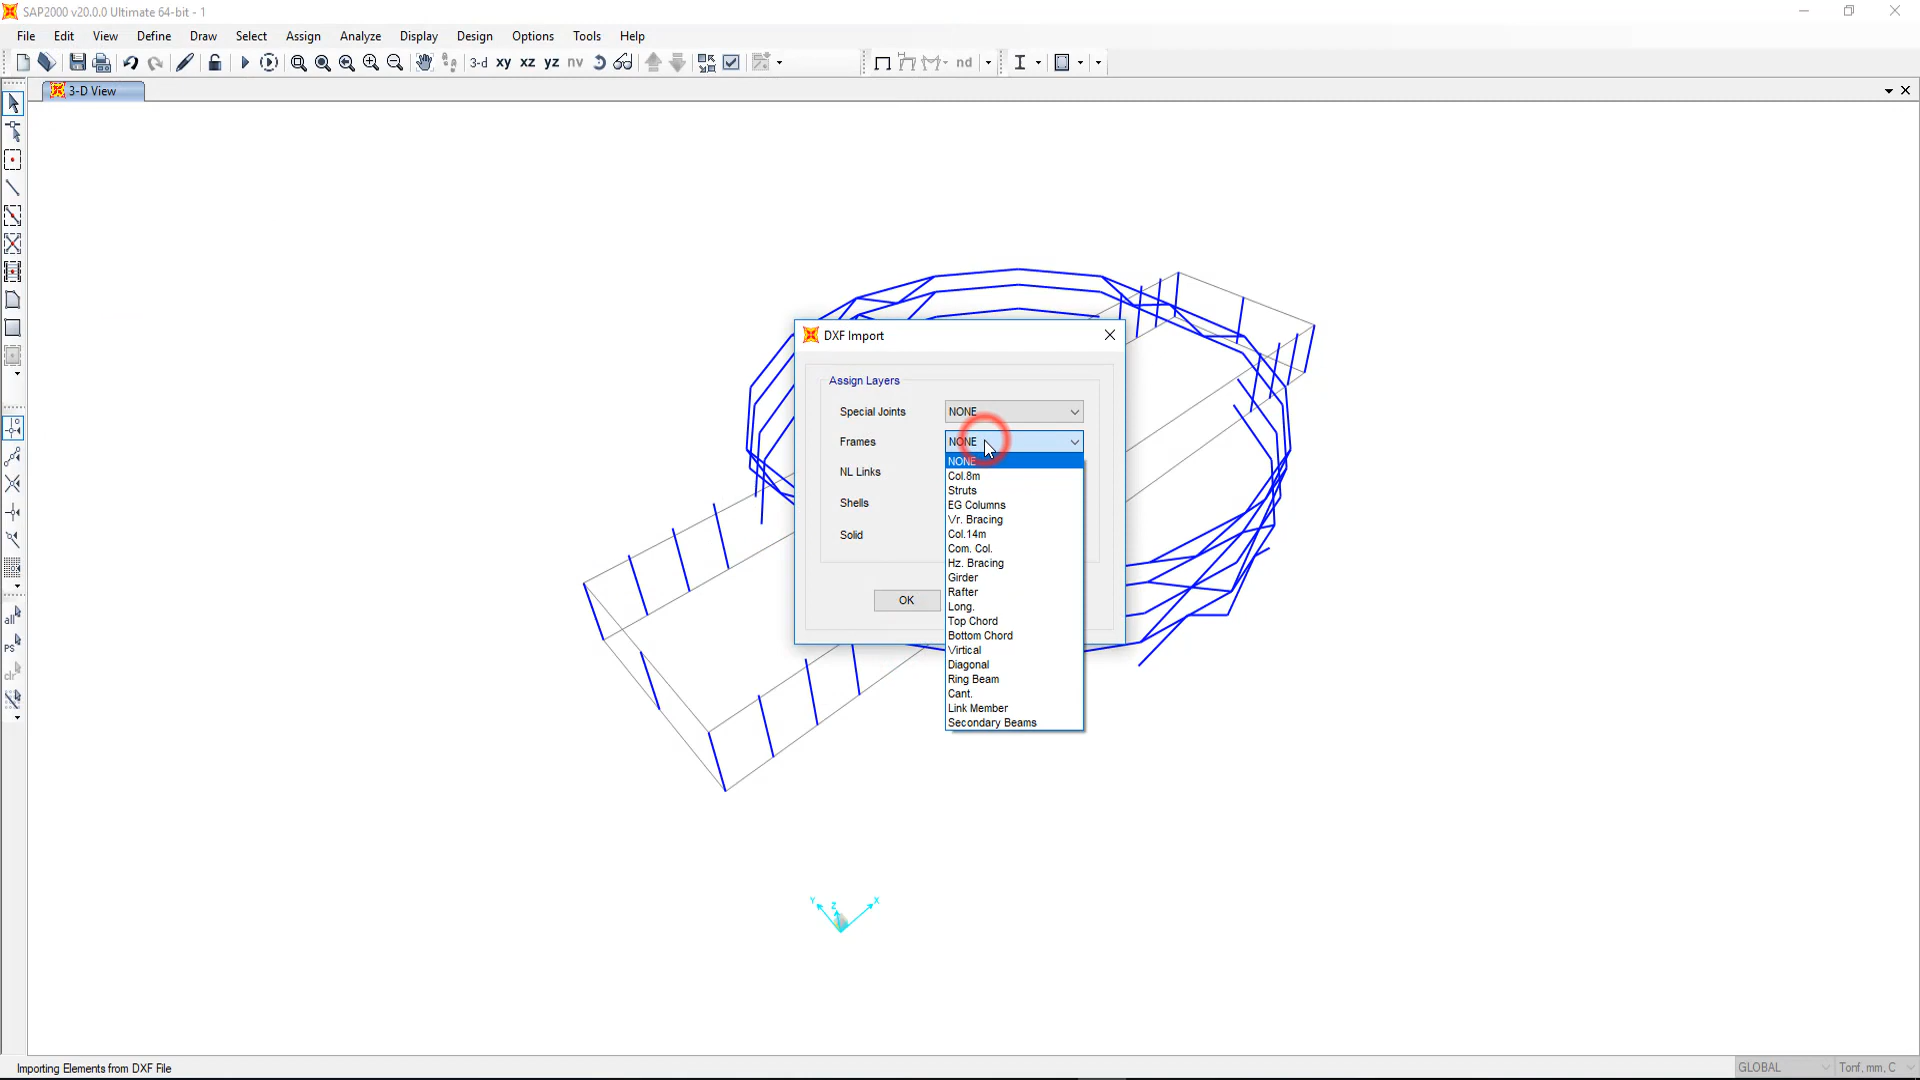 SAP2000 v20.0.0 Ultimate 64-bit - 1
File Edit View Define Draw Select Assign Analyze Display Design Options Tools Help
3-d xy xz yz nv nd
3-D View
DXF Import
Assign Layers
Special Joints NONE
Frames NONE
NONE
NL Links
Col.8m
Struts
Shells
EG Columns
Vr. Bracing
Solid
Col.14m
Com. Col.
Hz. Bracing
Girder
Rafter
OK
Long.
Top Chord
Bottom Chord
Virtical
Diagonal
Ring Beam
Cant.
Link Member
Secondary Beams
all
PS
clr
Y Z X
Importing Elements from DXF File
GLOBAL
Tonf, mm, C